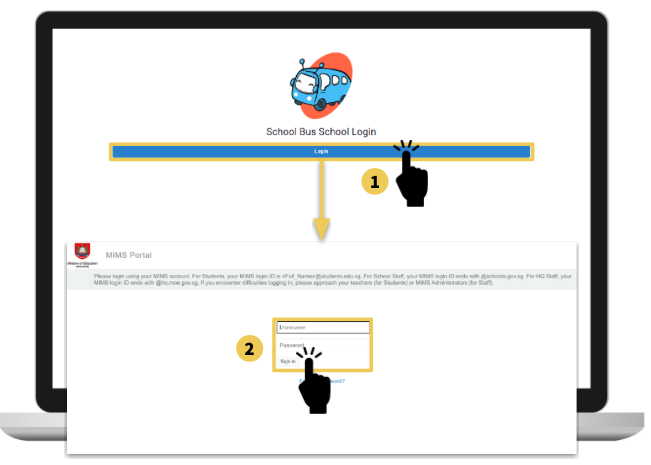 School Bus School Login
Login
1
Ministry of Education
MIMS Portal
Please login using your MIMS account. For Students, your MIMS login ID is <Full_Name>@students.edu.sg. For School Staff, your MIMS login ID ends with @schools.gov.sg. For HQ Staff, your
MIMS login ID ends with @hq.moe.gov.sg. If you encounter difficulties logging in, please approach your teachers (for Students) or MIMS Administrators (for Staff).
2
Username
Password
Sign in